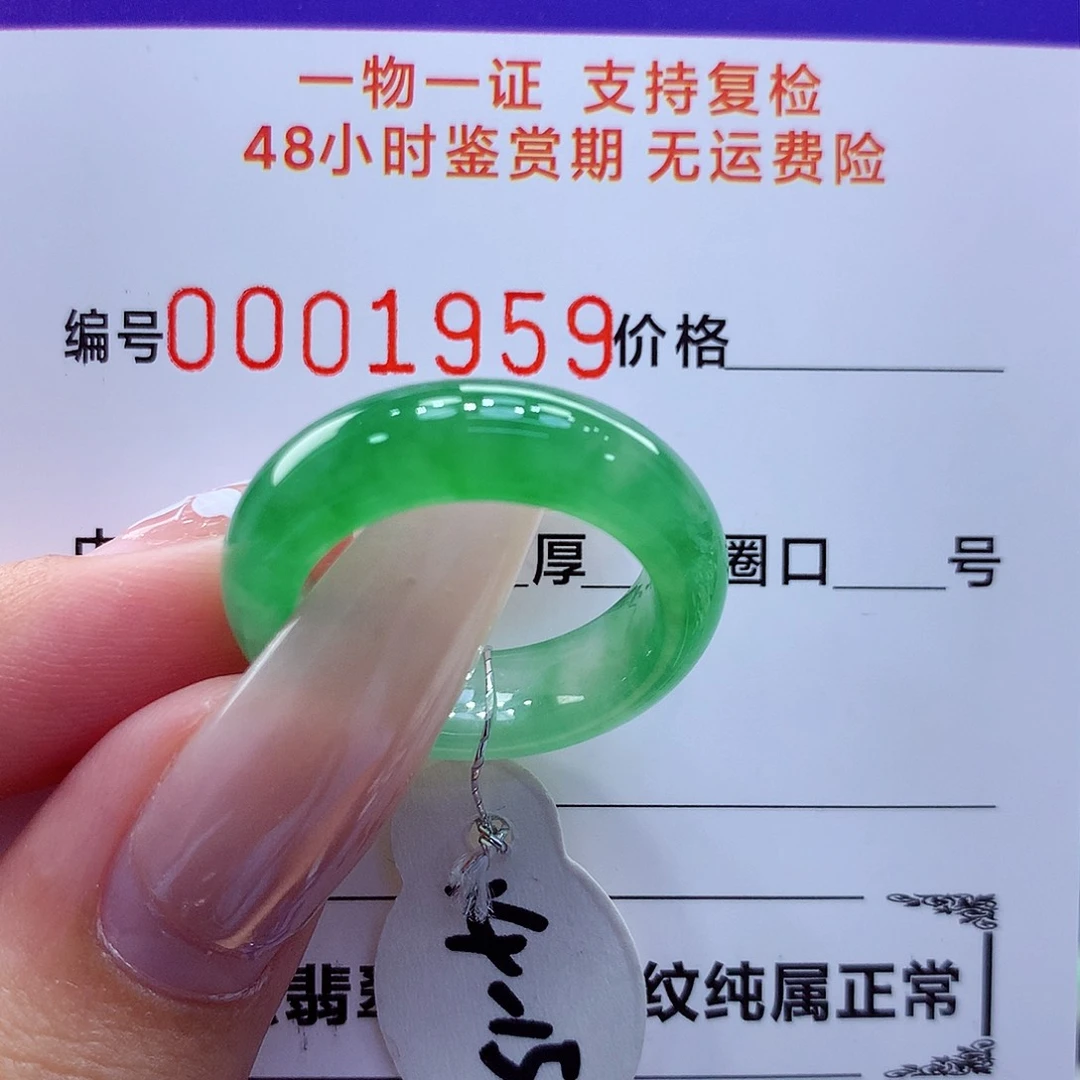 一物一证 支持复检
48小时鉴赏期 无运费险
编号0001959价格
厚 圈口 号
翡 纹纯属正常